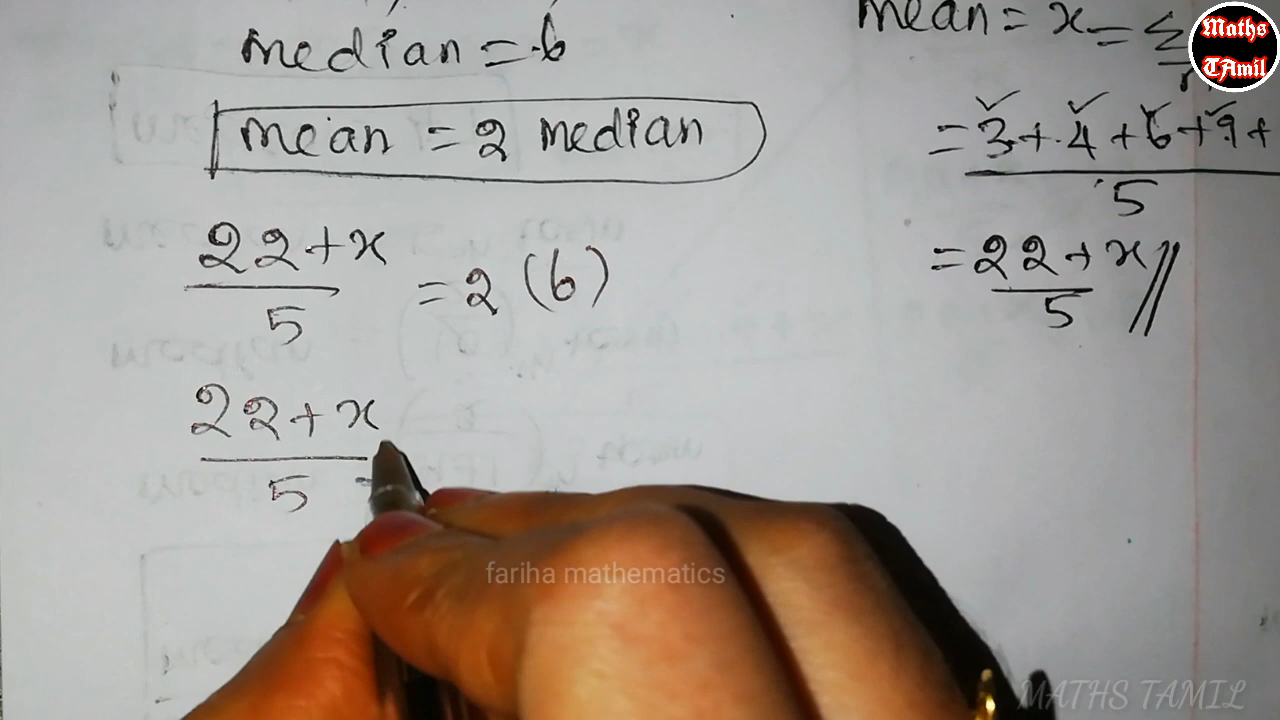 median = 6
mean = 2 median
22+x
5
= 2 (6)
22+x
5 =
mean = x = Σ
= 3+4+6+9+
5
= 22+x
5
Maths
TAmil
fariha mathematics
MATHS TAMIL